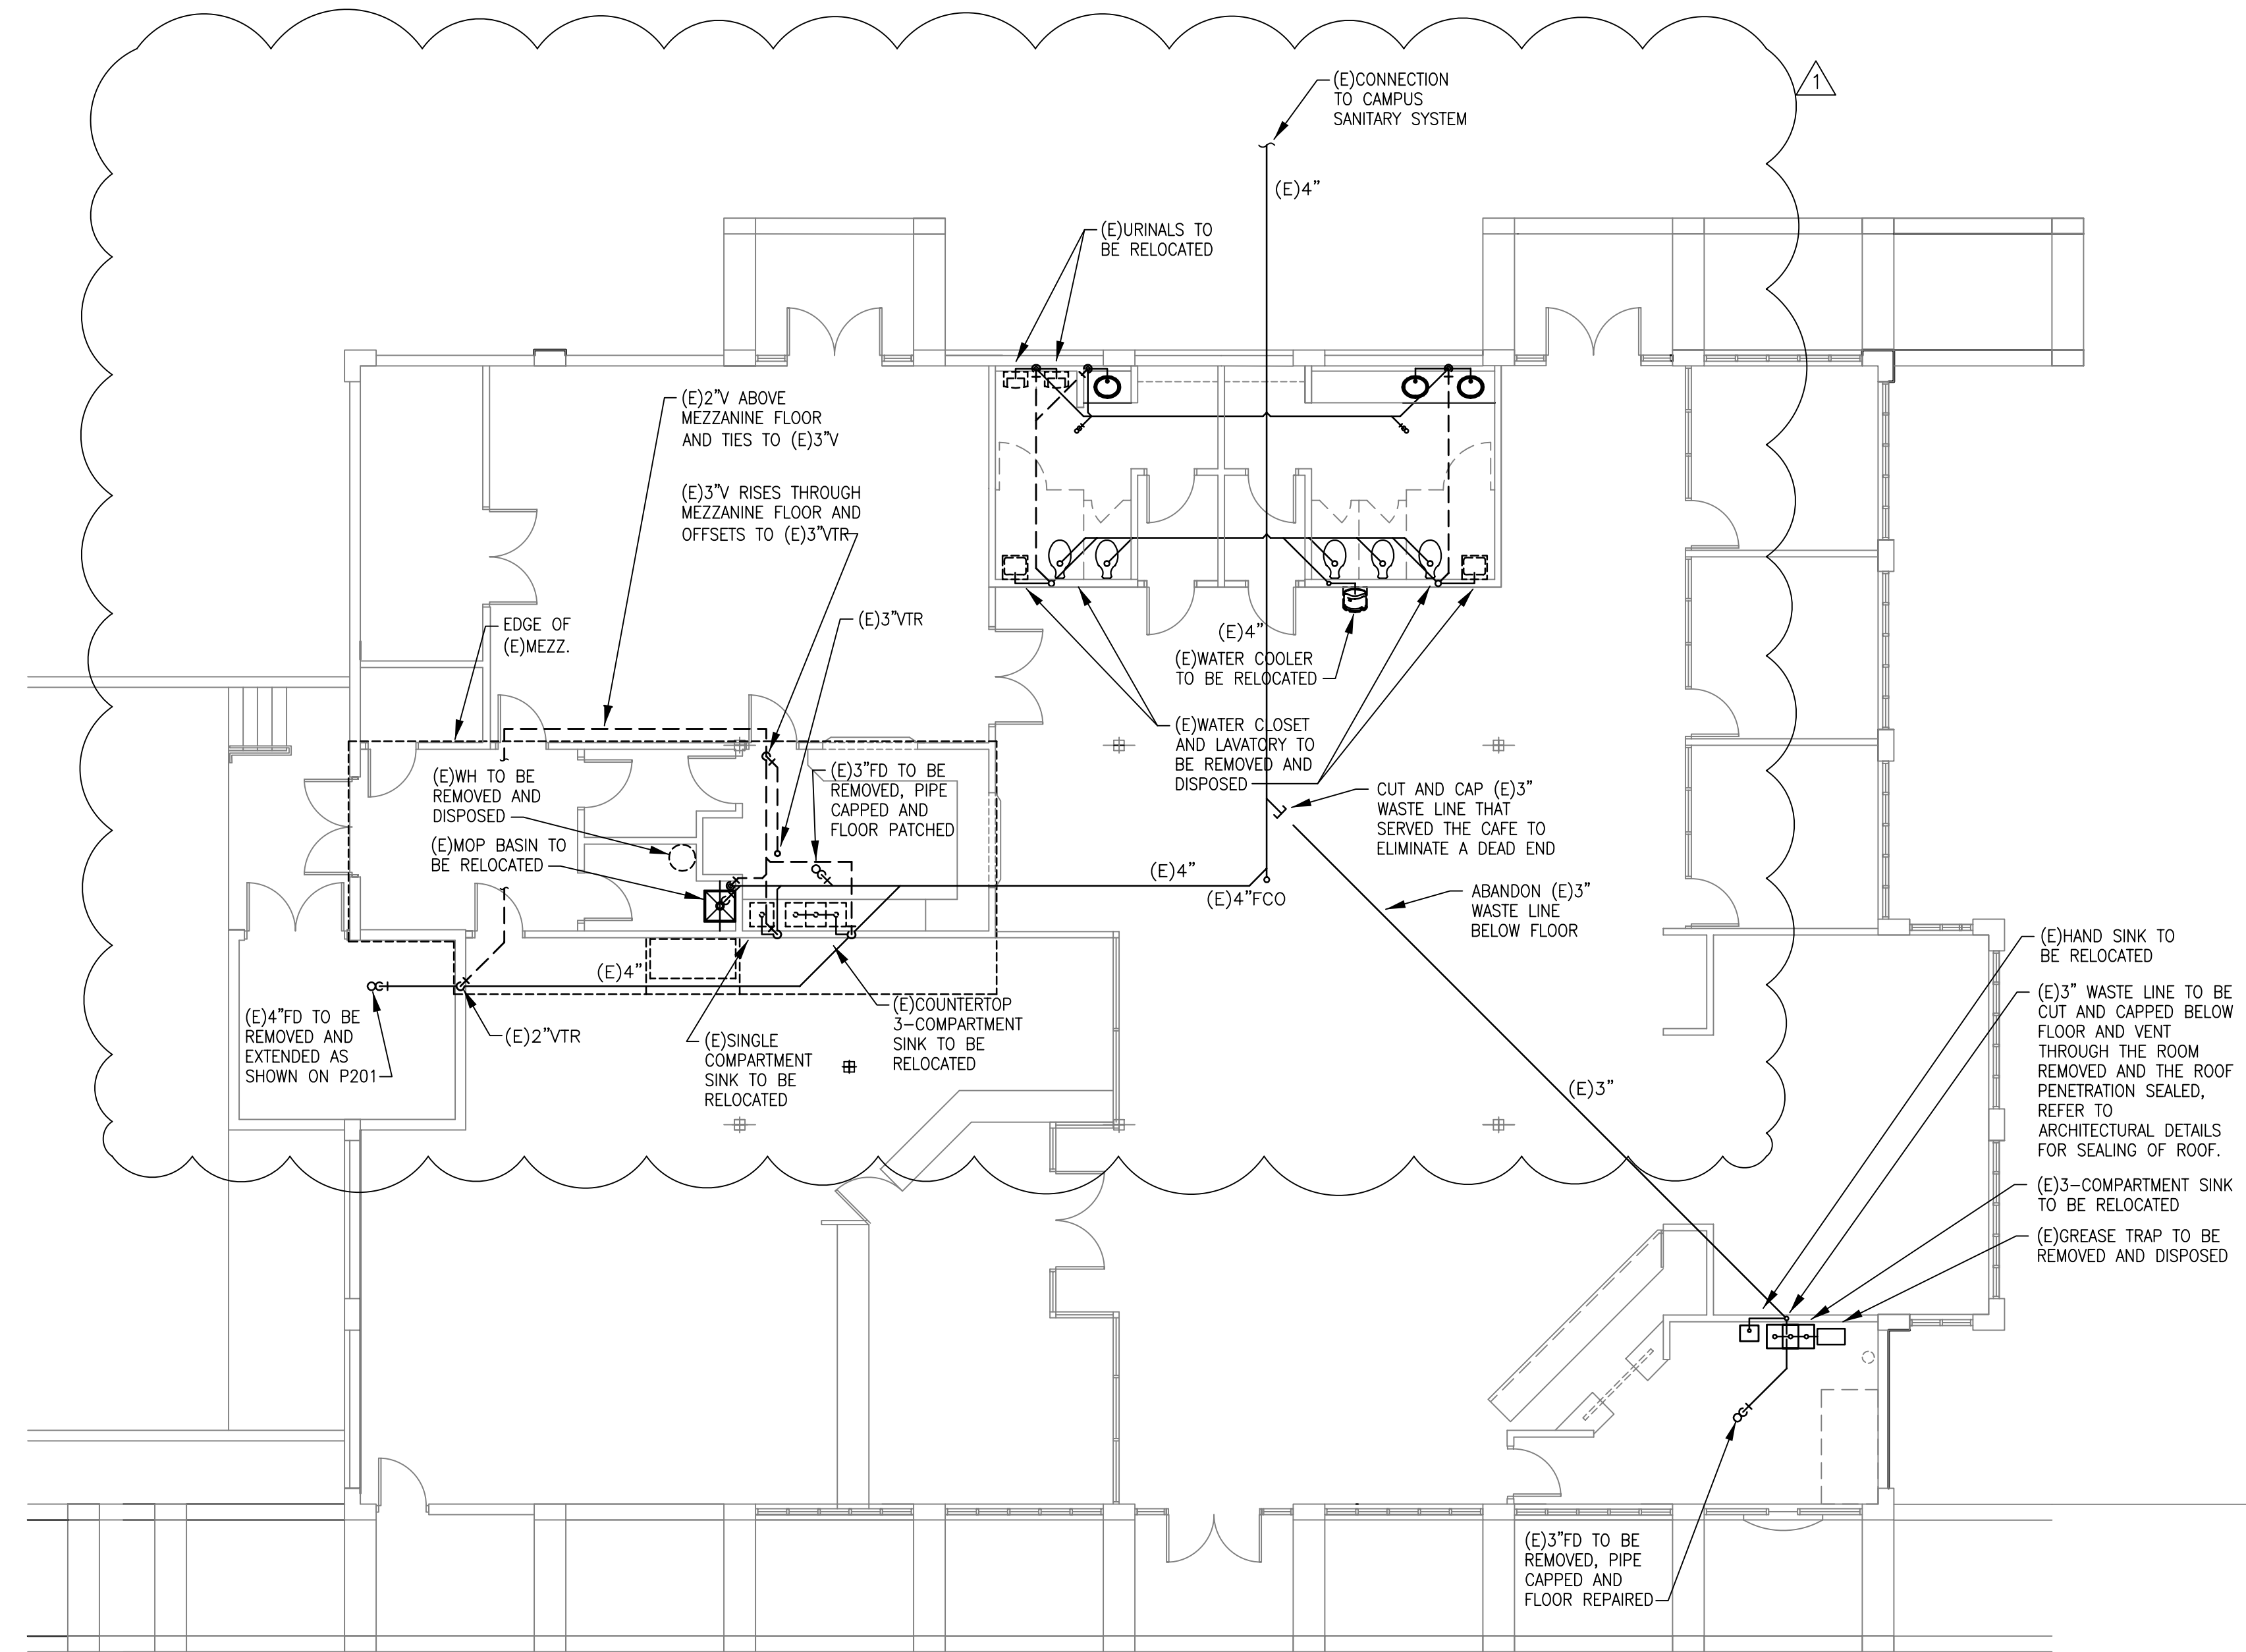 (E)CONNECTION
TO CAMPUS
SANITARY SYSTEM
1
(E)4"
(E)URINALS TO
BE RELOCATED
(E)2"V ABOVE
MEZZANINE FLOOR
AND TIES TO (E)3"V
(E)3"V RISES THROUGH
MEZZANINE FLOOR AND
OFFSETS TO (E)3"VTR
(E)3"VTR
EDGE OF
(E)MEZZ.
(E)4"
(E)WATER COOLER
TO BE RELOCATED
(E)WATER CLOSET
AND LAVATORY TO
BE REMOVED AND
DISPOSED
(E)WH TO BE
REMOVED AND
DISPOSED
(E)MOP BASIN TO
BE RELOCATED
(E)3"FD TO BE
REMOVED, PIPE
CAPPED AND
FLOOR PATCHED
CUT AND CAP (E)3"
WASTE LINE THAT
SERVED THE CAFE TO
ELIMINATE A DEAD END
(E)4"
(E)4"FCO
ABANDON (E)3"
WASTE LINE
BELOW FLOOR
(E)HAND SINK TO
BE RELOCATED
(E)3" WASTE LINE TO BE
CUT AND CAPPED BELOW
FLOOR AND VENT
THROUGH THE ROOM
REMOVED AND THE ROOF
PENETRATION SEALED,
REFER TO
ARCHITECTURAL DETAILS
FOR SEALING OF ROOF.
(E)4"
(E)4"FD TO BE
REMOVED AND
EXTENDED AS
SHOWN ON P201
(E)2"VTR
(E)SINGLE
COMPARTMENT
SINK TO BE
RELOCATED
(E)COUNTERTOP
3-COMPARTMENT
SINK TO BE
RELOCATED
(E)3"
(E)3-COMPARTMENT SINK
TO BE RELOCATED
(E)GREASE TRAP TO BE
REMOVED AND DISPOSED
(E)3"FD TO BE
REMOVED, PIPE
CAPPED AND
FLOOR REPAIRED